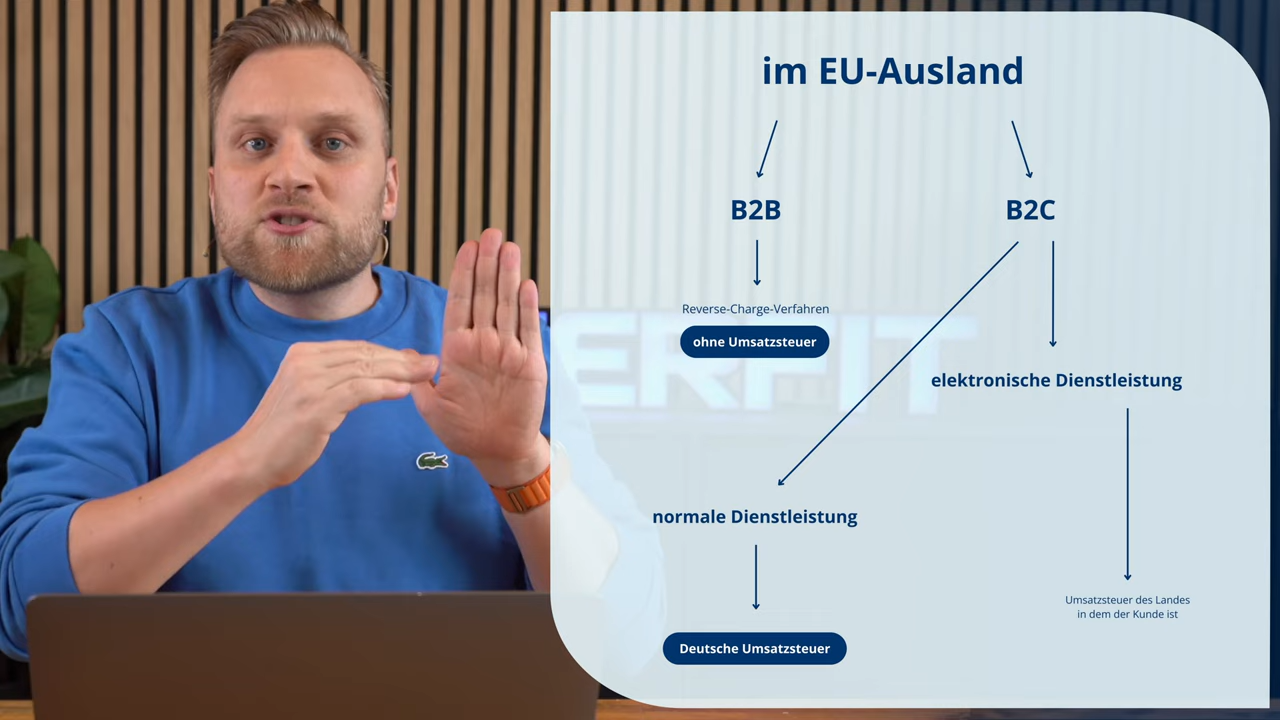 im EU-Ausland
B2B
B2C
Reverse-Charge-Verfahren
ohne Umsatzsteuer
elektronische Dienstleistung
normale Dienstleistung
Umsatzsteuer des Landes
in dem der Kunde ist
Deutsche Umsatzsteuer
ERFIT